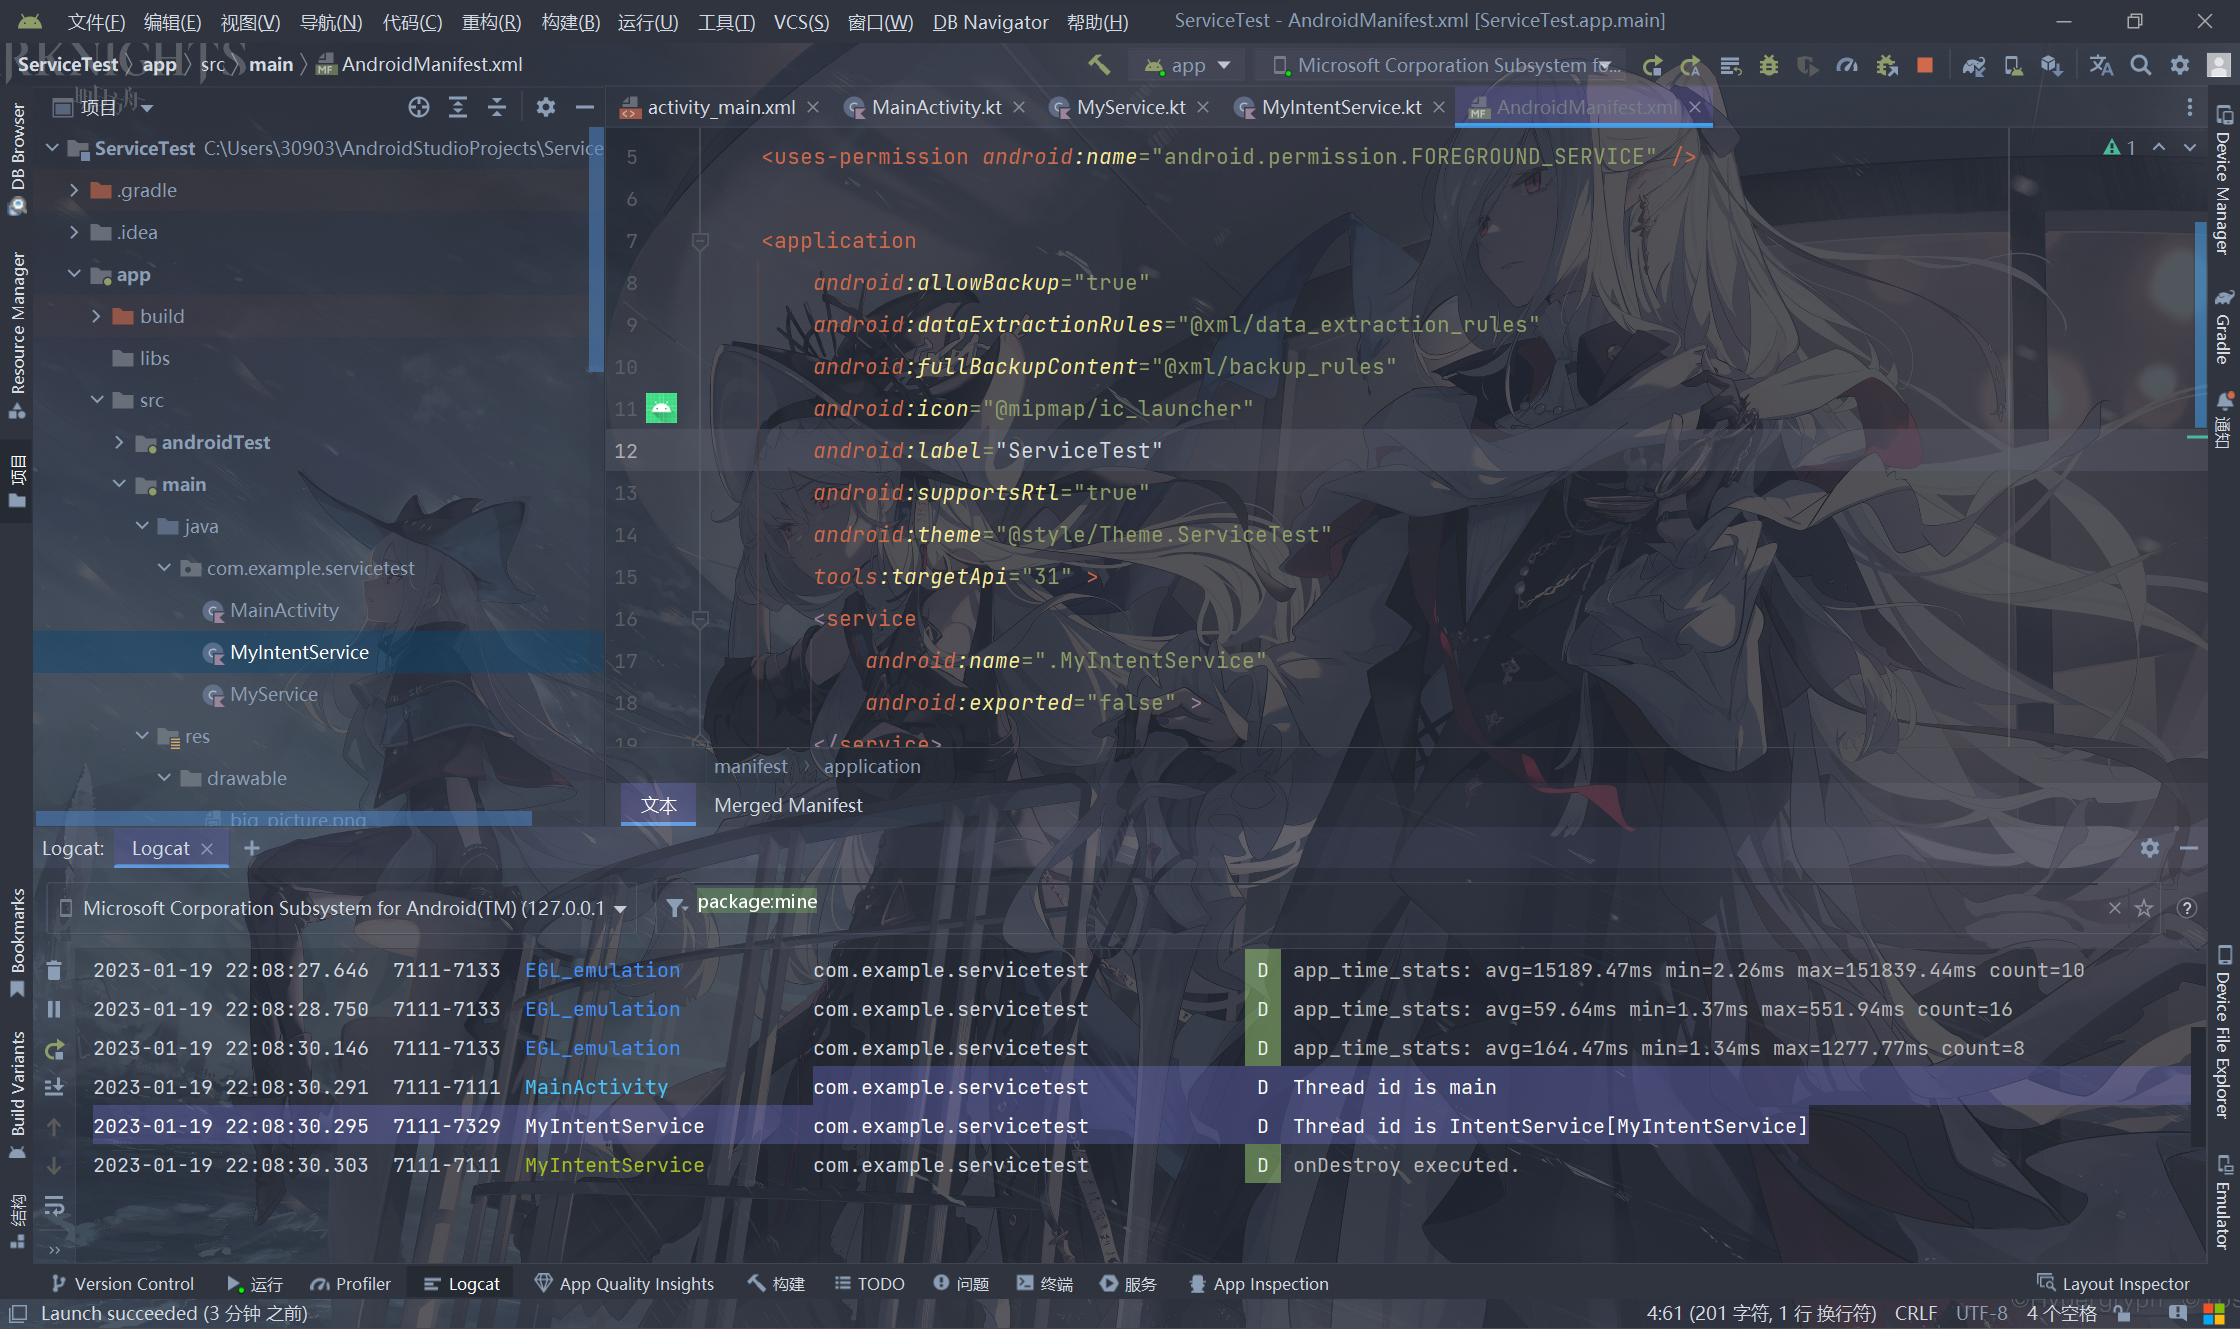 文件(F) 编辑(E) 视图(V) 导航(N) 代码(C) 重构(R) 构建(B) 运行(U) 工具(T) VCS(S) 窗口(W) DB Navigator 帮助(H) ServiceTest - AndroidManifest.xml [ServiceTest.app.main]
ServiceTest app src main AndroidManifest.xml app Microsoft Corporation Subsystem fo...
项目
activity_main.xml MainActivity.kt MyService.kt MyIntentService.kt AndroidManifest.xml
DB Browser
Resource Manager
项目
Bookmarks
Build Variants
结构
ServiceTest C:\Users\30903\AndroidStudioProjects\Service
.gradle
.idea
app
build
libs
src
androidTest
main
java
com.example.servicetest
MainActivity
MyIntentService
MyService
res
drawable
big_picture.png
1
5 <uses-permission android:name="android.permission.FOREGROUND_SERVICE" />
6
7 <application
8 android:allowBackup="true"
9 android:dataExtractionRules="@xml/data_extraction_rules"
10 android:fullBackupContent="@xml/backup_rules"
11 android:icon="@mipmap/ic_launcher"
12 android:label="ServiceTest"
13 android:supportsRtl="true"
14 android:theme="@style/Theme.ServiceTest"
15 tools:targetApi="31" >
16 <service
17 android:name=".MyIntentService"
18 android:exported="false" >
19 </service>
manifest application
文本 Merged Manifest
Device Manager
Gradle
通知
Device File Explorer
Emulator
Logcat: Logcat
Microsoft Corporation Subsystem for Android(TM) (127.0.0.1 package:mine
2023-01-19 22:08:27.646 7111-7133 EGL_emulation com.example.servicetest D app_time_stats: avg=15189.47ms min=2.26ms max=151839.44ms count=10
2023-01-19 22:08:28.750 7111-7133 EGL_emulation com.example.servicetest D app_time_stats: avg=59.64ms min=1.37ms max=551.94ms count=16
2023-01-19 22:08:30.146 7111-7133 EGL_emulation com.example.servicetest D app_time_stats: avg=164.47ms min=1.34ms max=1277.77ms count=8
2023-01-19 22:08:30.291 7111-7111 MainActivity com.example.servicetest D Thread id is main
2023-01-19 22:08:30.295 7111-7329 MyIntentService com.example.servicetest D Thread id is IntentService[MyIntentService]
2023-01-19 22:08:30.303 7111-7111 MyIntentService com.example.servicetest D onDestroy executed.
Version Control 运行 Profiler Logcat App Quality Insights 构建 TODO 问题 终端 服务 App Inspection Layout Inspector
Launch succeeded (3 分钟 之前) 4:61 (201 字符, 1 行 换行符) CRLF UTF-8 4 个空格